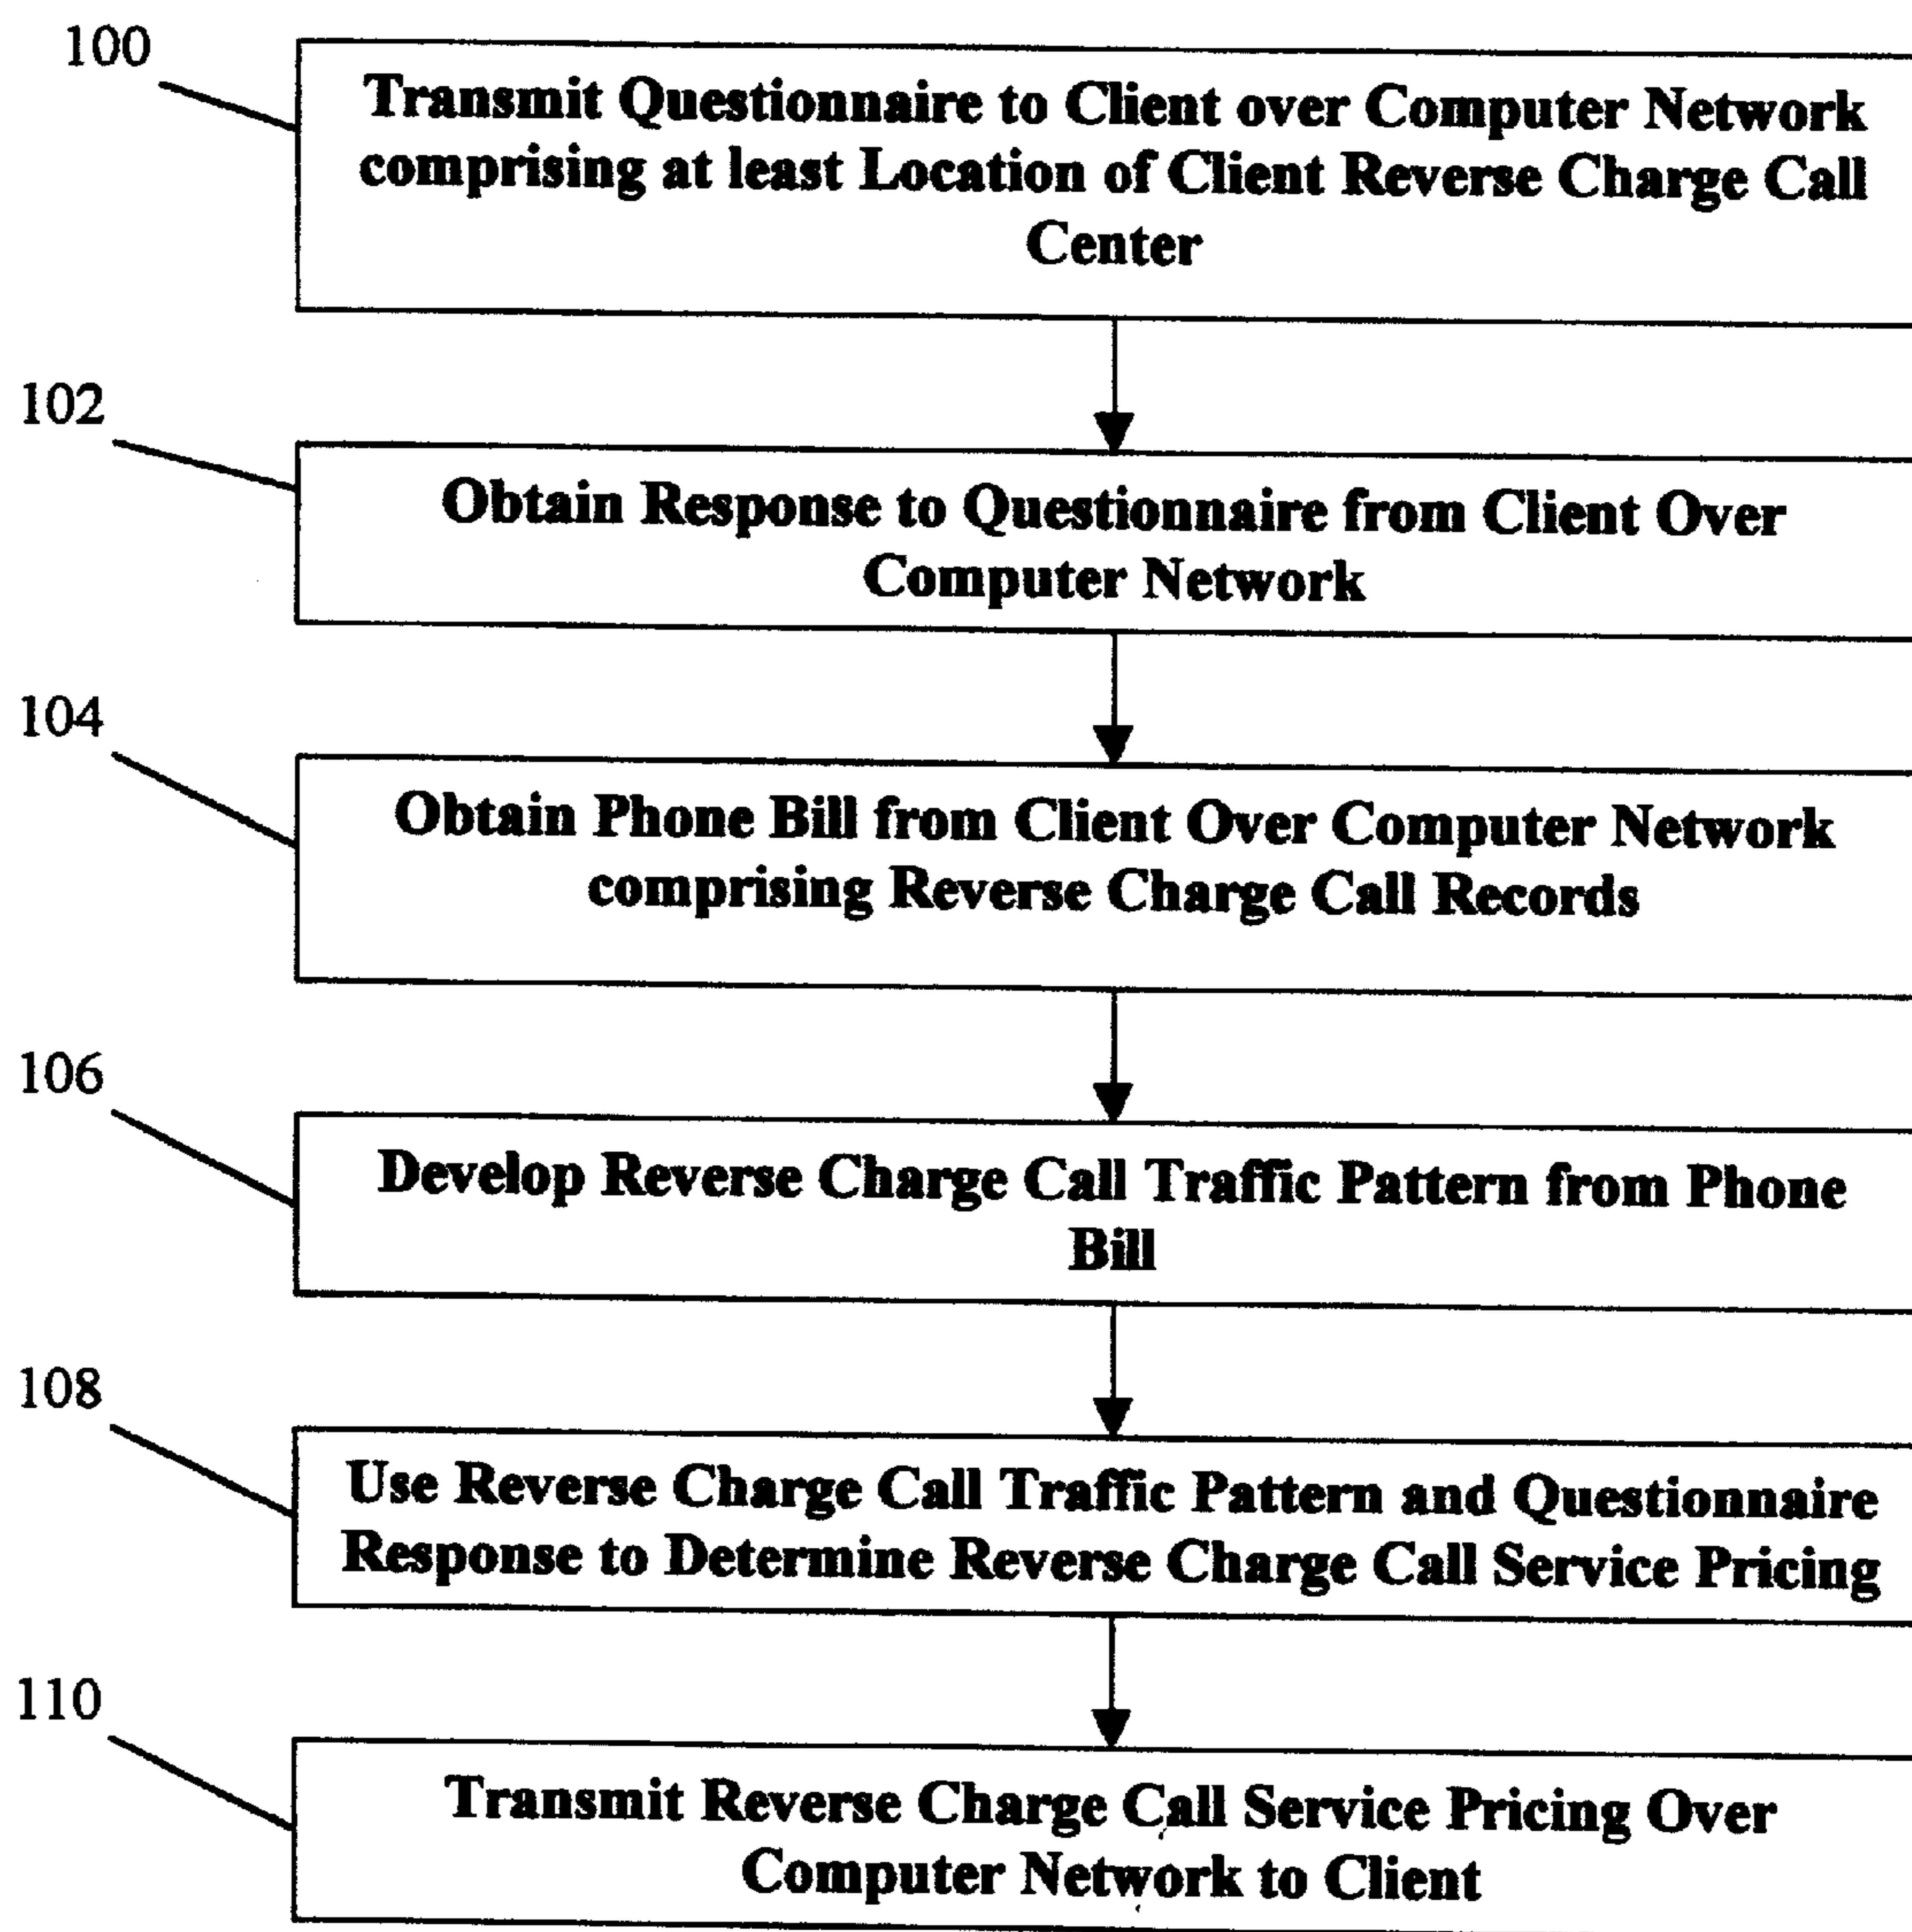 100
Transmit Questionnaire to Client over Computer Network
comprising at least Location of Client Reverse Charge Call
Center
102
Obtain Response to Questionnaire from Client Over
Computer Network
104
Obtain Phone Bill from Client Over Computer Network
comprising Reverse Charge Call Records
106
Develop Reverse Charge Call Traffic Pattern from Phone
Bill
108
Use Reverse Charge Call Traffic Pattern and Questionnaire
Response to Determine Reverse Charge Call Service Pricing
110
Transmit Reverse Charge Call Service Pricing Over
Computer Network to Client